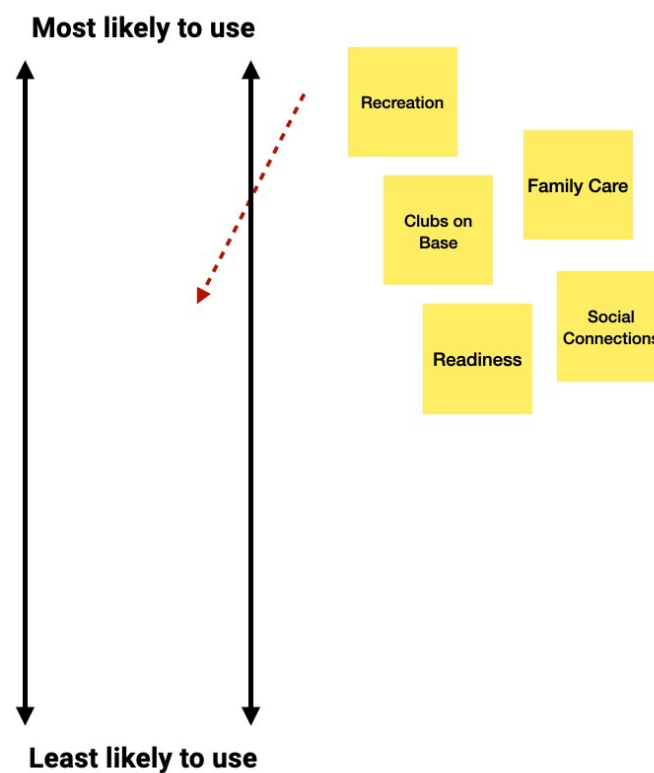 Most likely to use
Recreation
Family Care
Clubs on
Base
Social
Connections
Readiness
Least likely to use